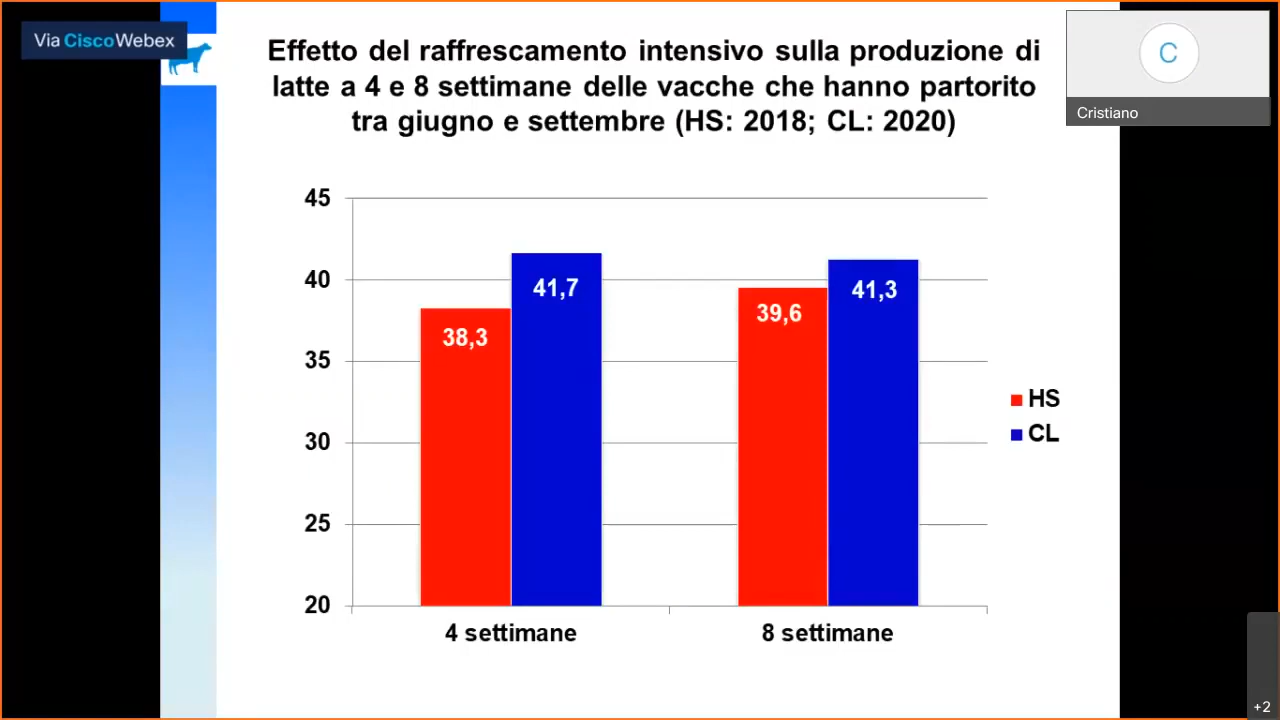 Via CiscoWebex
Effetto del raffrescamento intensivo sulla produzione di
latte a 4 e 8 settimane delle vacche che hanno partorito
tra giugno e settembre (HS: 2018; CL: 2020)
C
Cristiano
45
40
35
30
25
20
38,3
41,7
39,6
41,3
HS
CL
4 settimane
8 settimane
+2